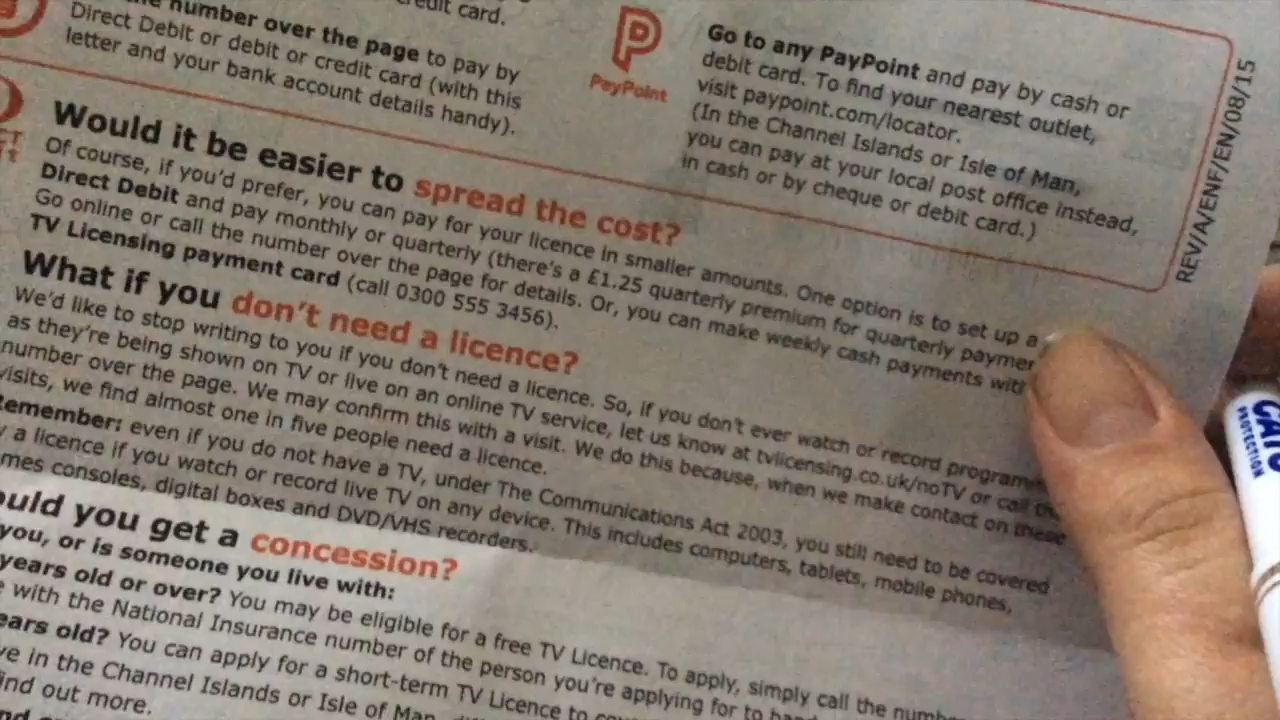 credit card.
number over the page to pay by
Direct Debit or debit or credit card (with this
letter and your bank account details handy).
PayPoint
Go to any PayPoint and pay by cash or
debit card. To find your nearest outlet,
visit paypoint.com/locator.
(In the Channel Islands or Isle of Man,
you can pay at your local post office instead,
in cash or by cheque or debit card.)
REV/A/ENF/EN/08/15
Would it be easier to spread the cost?
Of course, if you'd prefer, you can pay for your licence in smaller amounts. One option is to set up a
Direct Debit and pay monthly or quarterly (there's a £1.25 quarterly premium for quarterly
Go online or call the number over the page for details. Or, you can make weekly cash payments with
TV Licensing payment card (call 0300 555 3456).
What if you don't need a licence?
We'd like to stop writing to you if you don't need a licence. So, if you don't ever watch or record
as they're being shown on TV or live on an online TV service, let us know at tvlicensing.co.uk/noTV or call the
number over the page. We may confirm this with a visit. We do this because, when we make contact on these
visits, we find almost one in five people need a licence.
Remember: even if you do not have a TV, under The Communications Act 2003, you still need to be covered
a licence if you watch or record live TV on any device. This includes computers, tablets, mobile phones,
consoles, digital boxes and DVD/VHS recorders.
you get a concession?
you, or is someone you live with:
years old or over? You may be eligible for a free TV Licence. To apply, simply call the
with the National Insurance number of the person you're applying for to
old? You can apply for a short-term TV Licence to
in the Channel Islands or Isle of Man,
find out more.